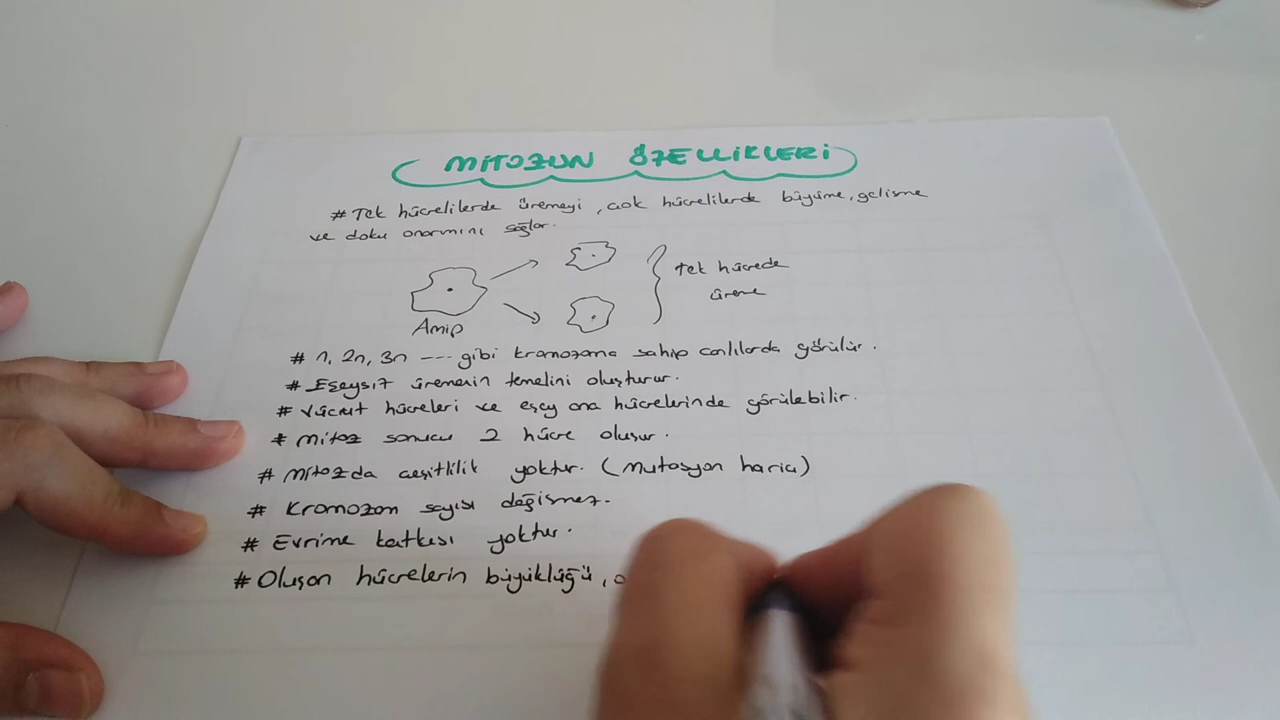 MİTOZUN ÖZELLİKLERİ
# Tek hücrelilerde üremeyi, çok hücrelilerde büyüme, gelişme
ve doku onarımını sağlar.
Tek hücrede
üreme
Amip
# n, 2n, 3n --- gibi kromozoma sahip canlılarda görülür.
# Eşeysiz üremenin temelini oluşturur.
# Vücut hücreleri ve eşey ana hücrelerinde görülebilir.
# Mitoz sonucu 2 hücre oluşur.
# Mitozda çeşitlilik yoktur. (Mutasyon hariç)
# Kromozom sayısı değişmez.
# Evrime katkısı yoktur.
# Oluşan hücrelerin büyüklüğü,